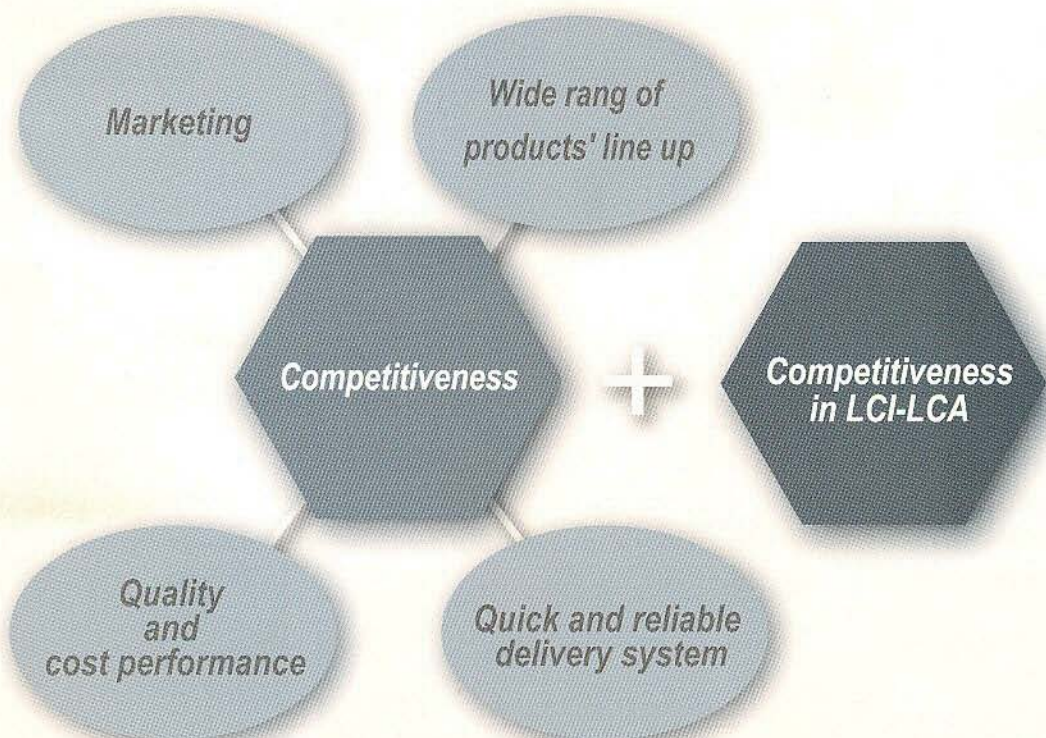 Marketing
Wide rang of
products' line up
Competitiveness
+
Competitiveness
in LCI-LCA
Quality
and
cost performance
Quick and reliable
delivery system